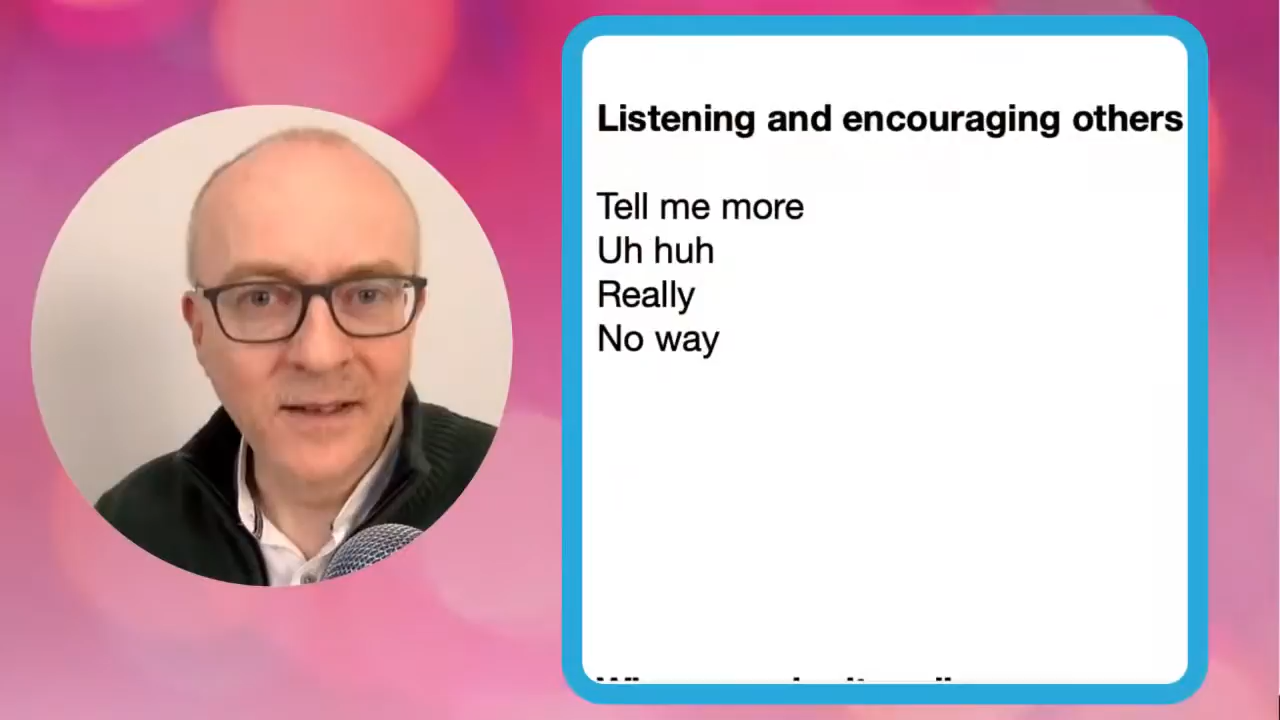 Listening and encouraging others
Tell me more
Uh huh
Really
No way